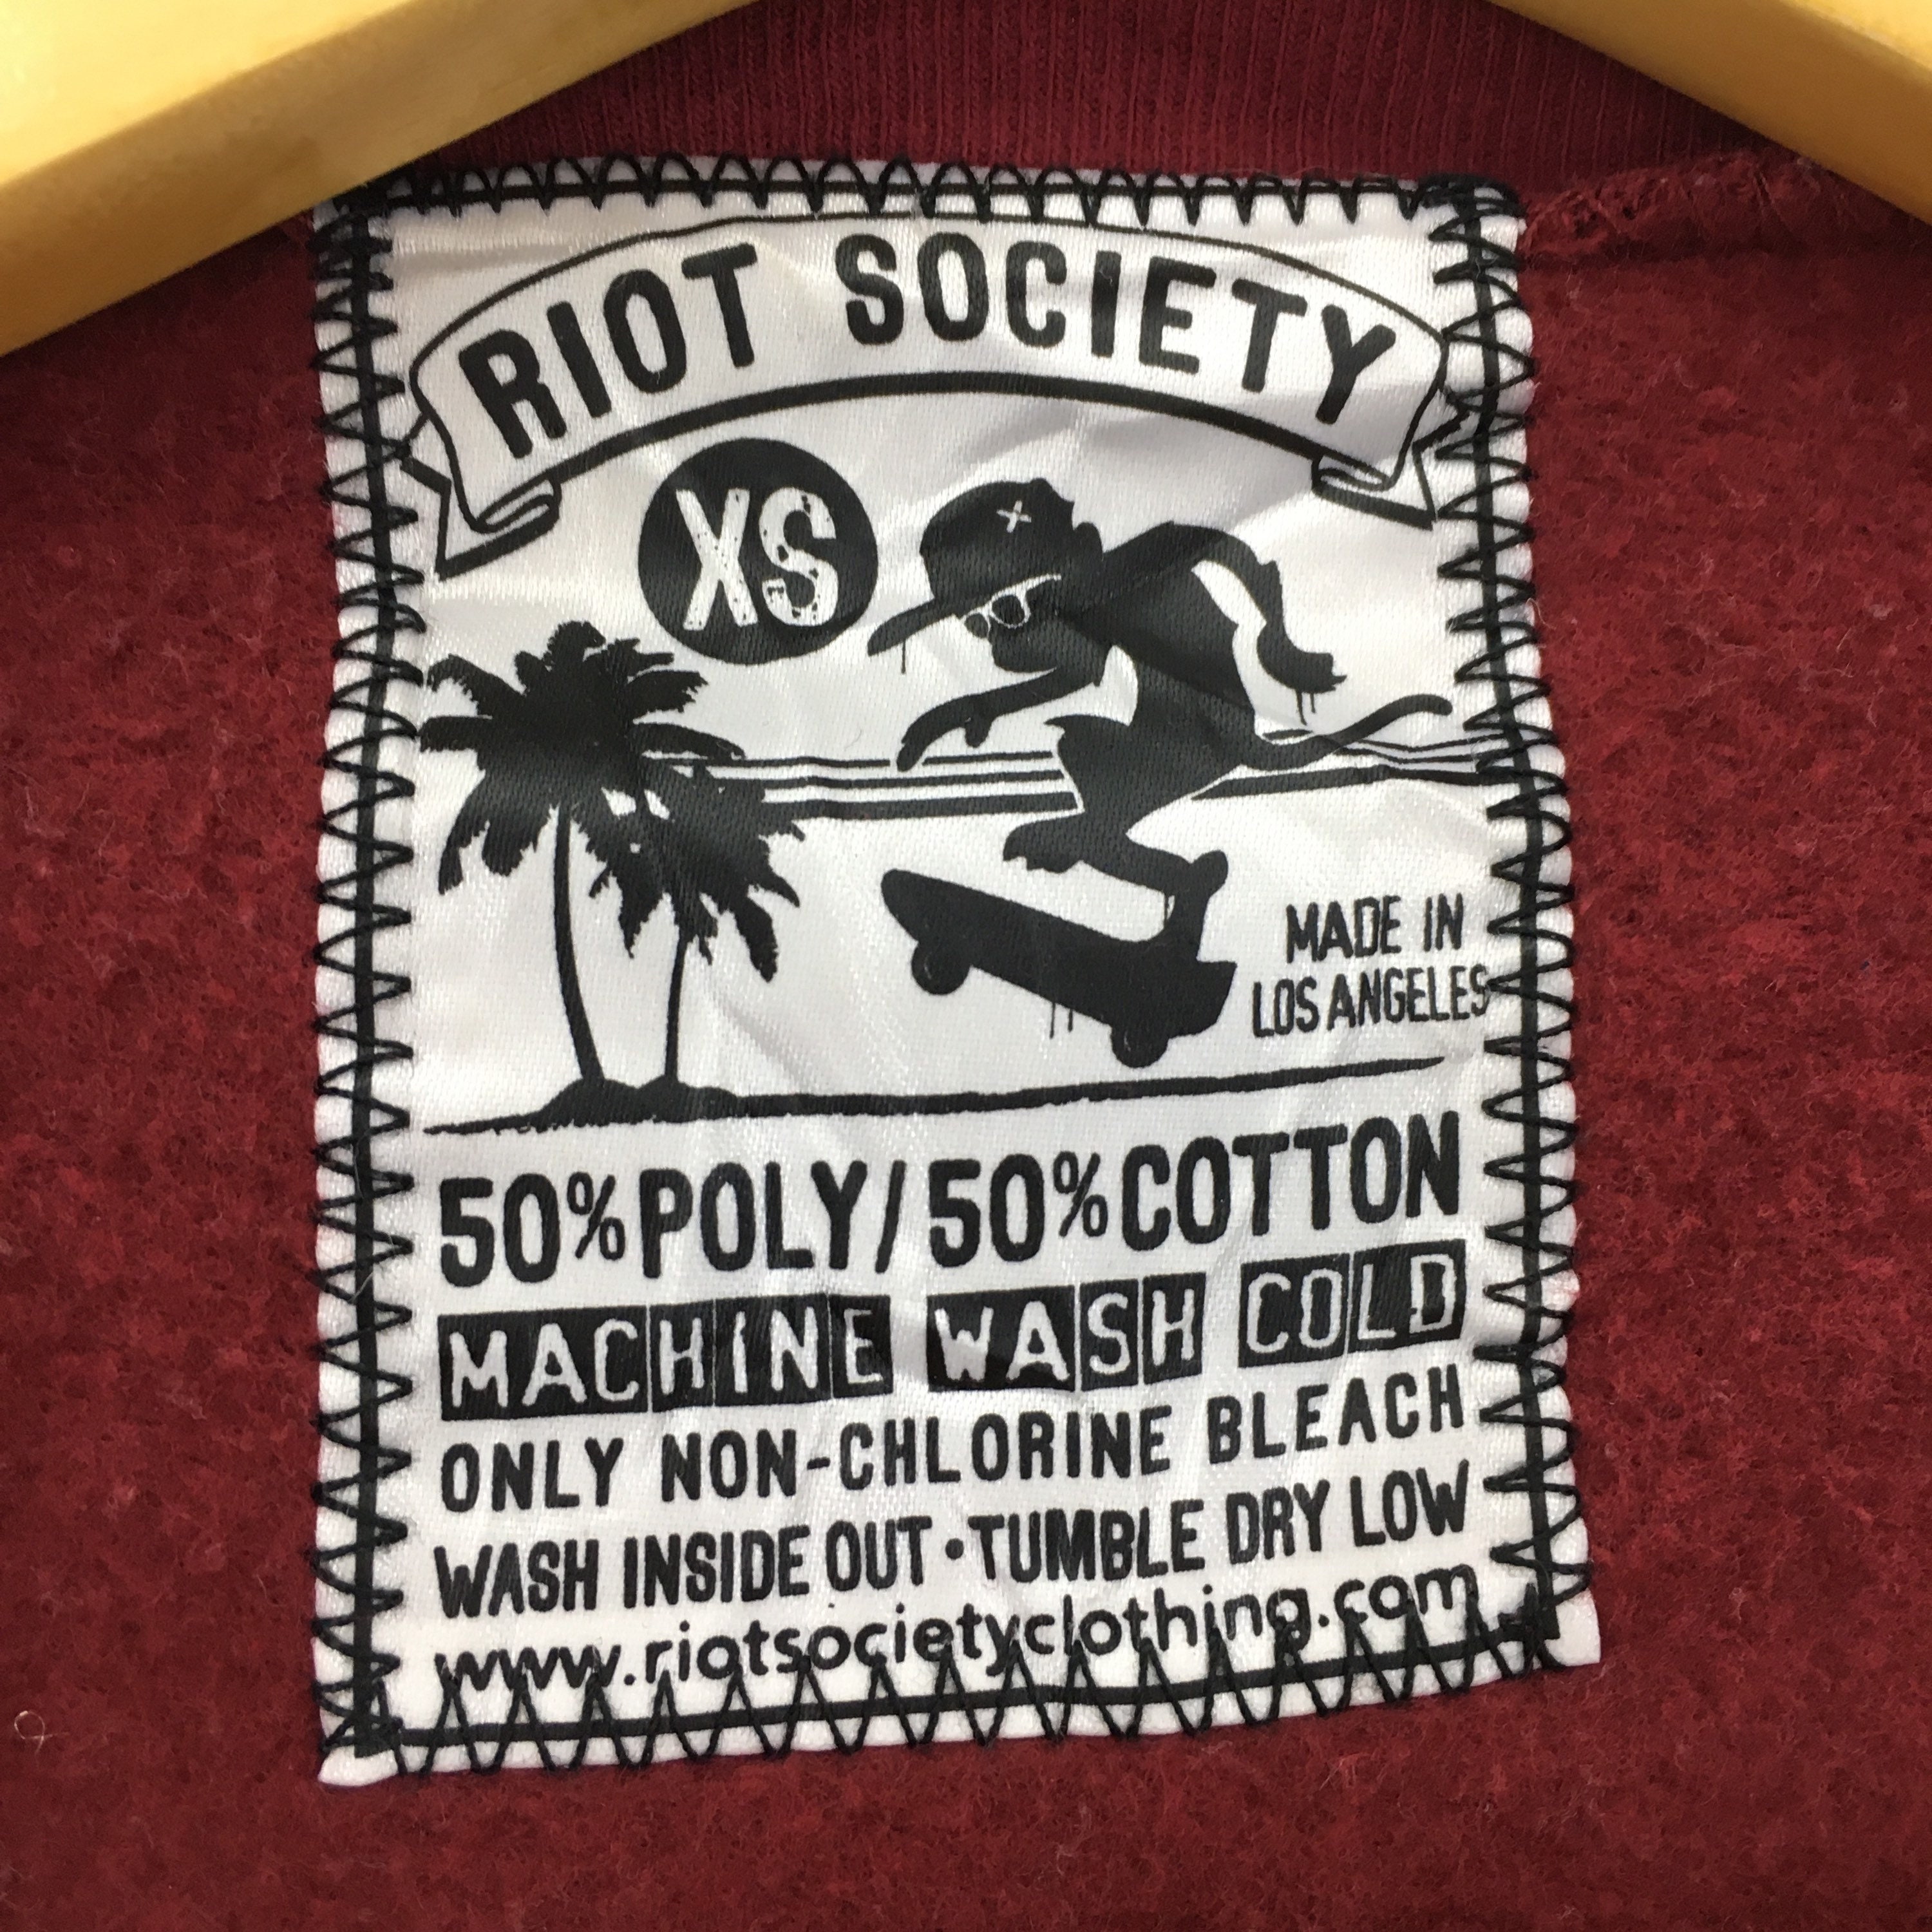 RIOT SOCIETY
XS
MADE IN
LOS ANGELES
50% POLY/50% COTTON
MACHINE WASH COLD
ONLY NON-CHLORINE BLEACH
WASH INSIDE OUT • TUMBLE DRY LOW
www.riotsocietyclothing.com